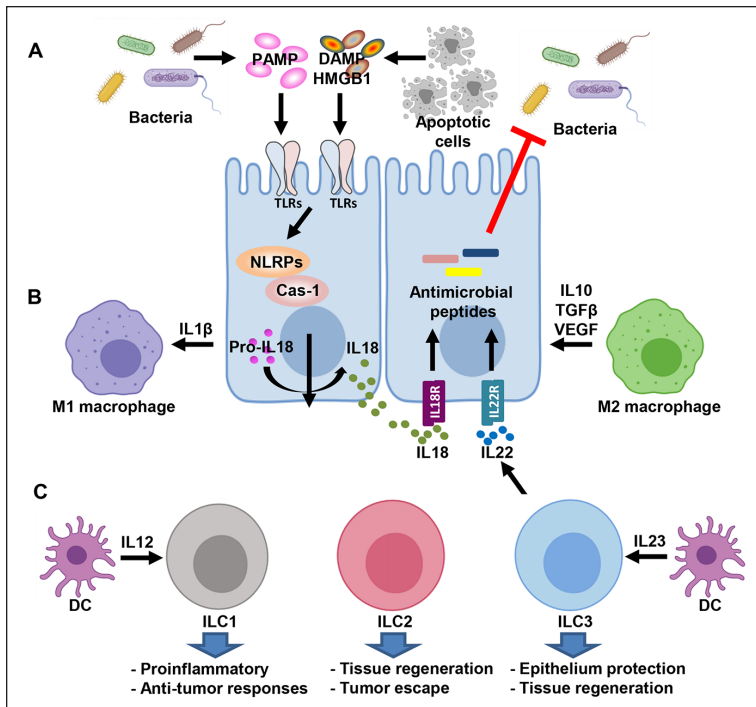 A
PAMP
DAMP
HMGB1
Bacteria
Apoptotic
cells
Bacteria
TLRs
TLRs
NLRPs
Cas-1
Antimicrobial
peptides
B
IL1β
IL10
TGFβ
VEGF
Pro-IL18
IL18
IL18R
IL22R
M1 macrophage
M2 macrophage
IL18
IL22
C
IL12
IL23
DC
DC
ILC1
ILC2
ILC3
- Proinflammatory
- Anti-tumor responses
- Tissue regeneration
- Tumor escape
- Epithelium protection
- Tissue regeneration